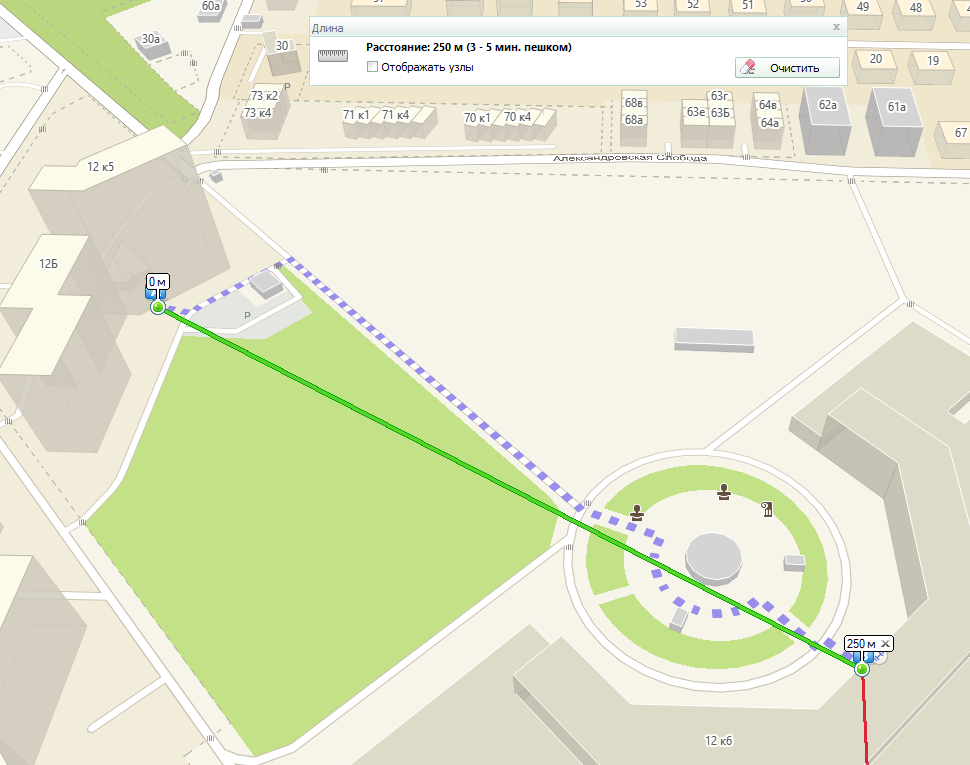 60а
53
52
51
49
48
30а
30
Длина
Расстояние: 250 м (3 - 5 мин. пешком)
Отображать узлы
Очистить
20
19
P
73 к2
73 к4
71 к1
71 к4
70 к1
70 к4
68в
68а
63г
63е
63Б
64в
64а
62а
61а
67
Александровская Слобода
12 к5
12Б
0 м
P
250 м
12 к6